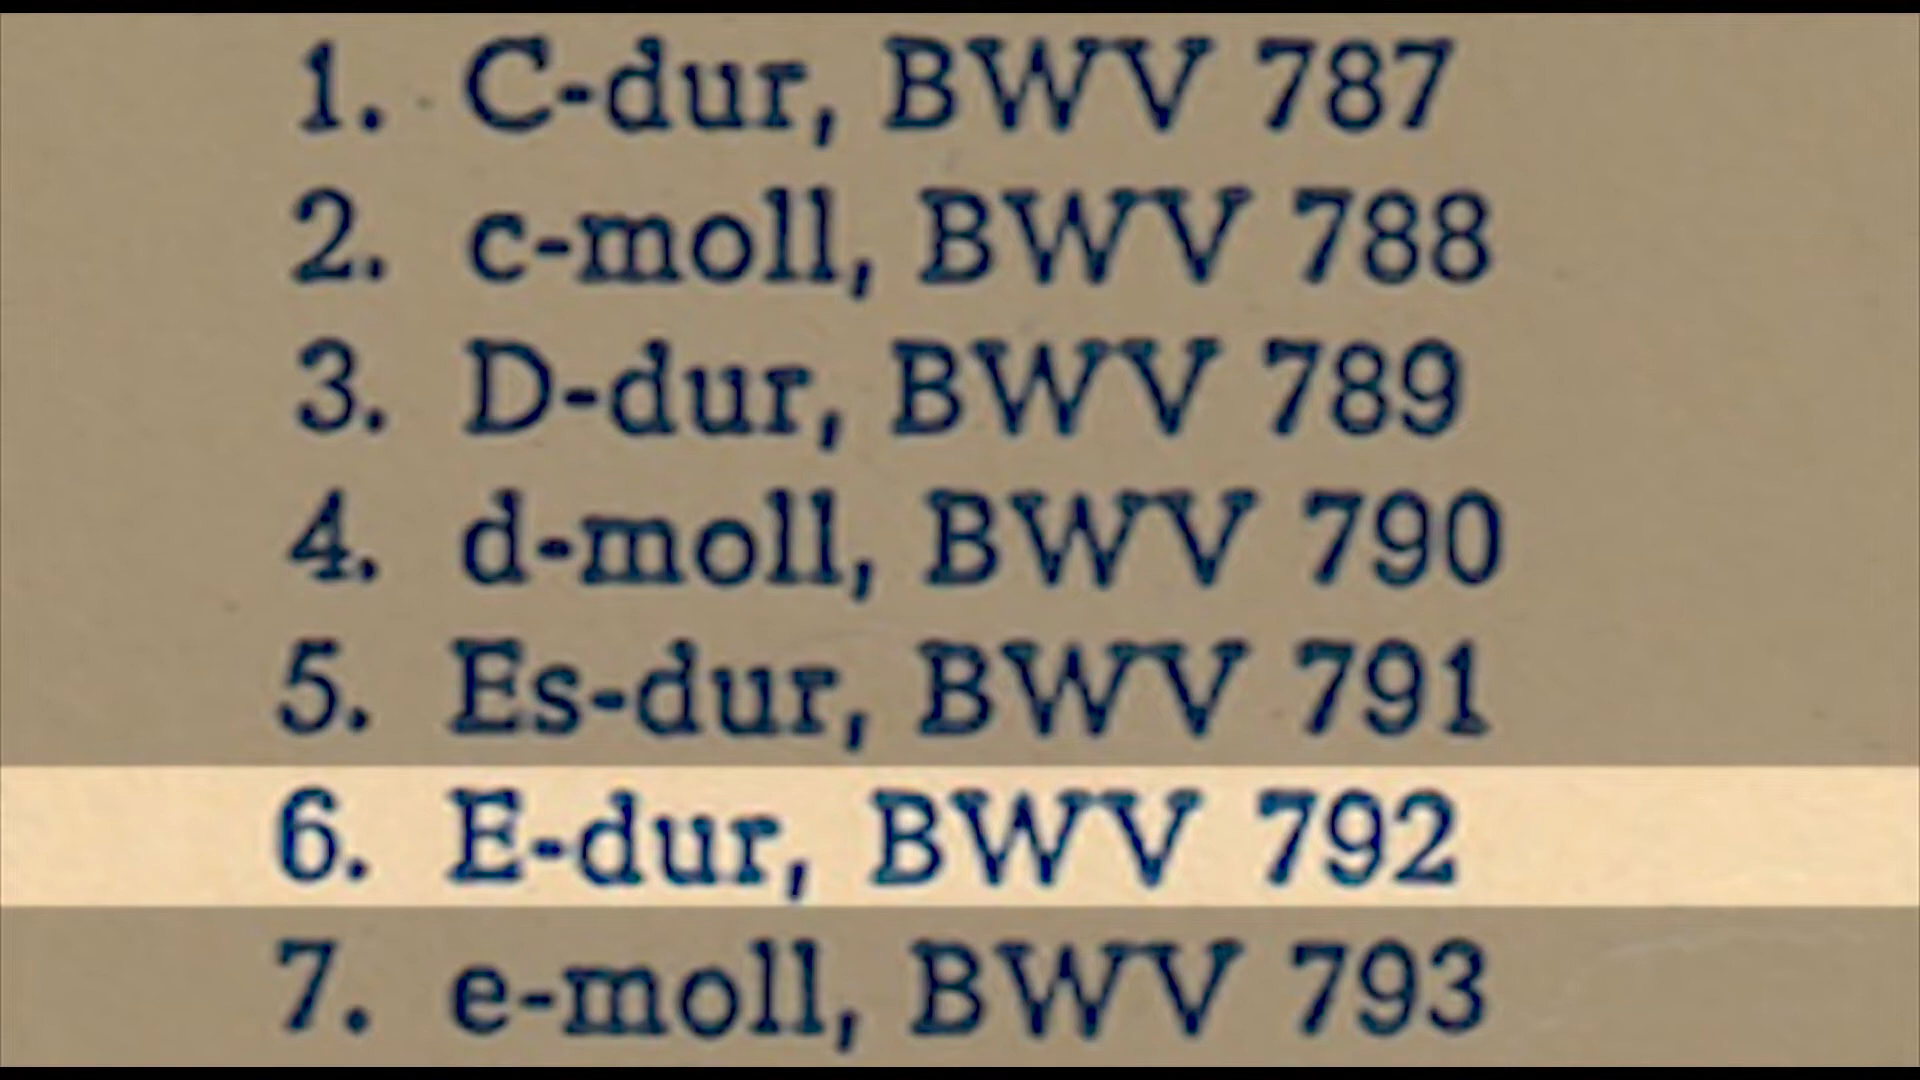 1. C-dur, BWV 787
2. c-moll, BWV 788
3. D-dur, BWV 789
4. d-moll, BWV 790
5. Es-dur, BWV 791
6. E-dur, BWV 792
7. e-moll, BWV 793